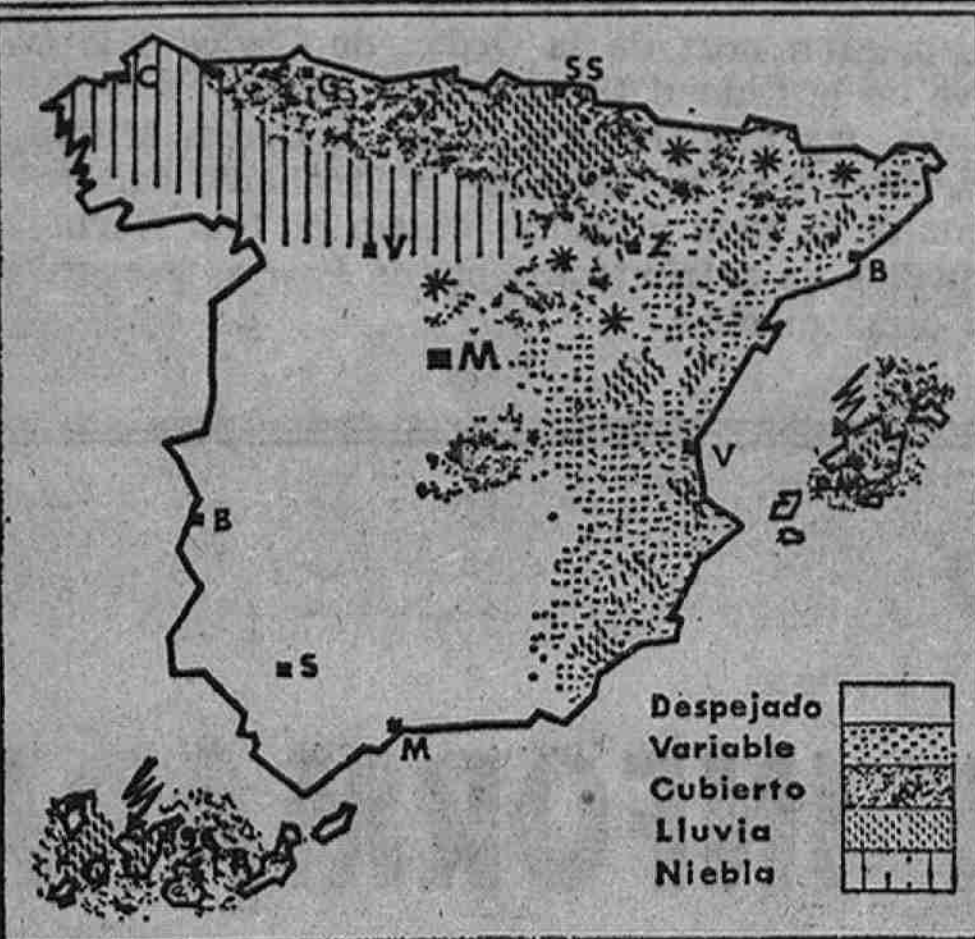 C
G
SS
V
Z
B
M
V
B
S
M
Despejado
Variable
Cubierto
Lluvia
Niebla